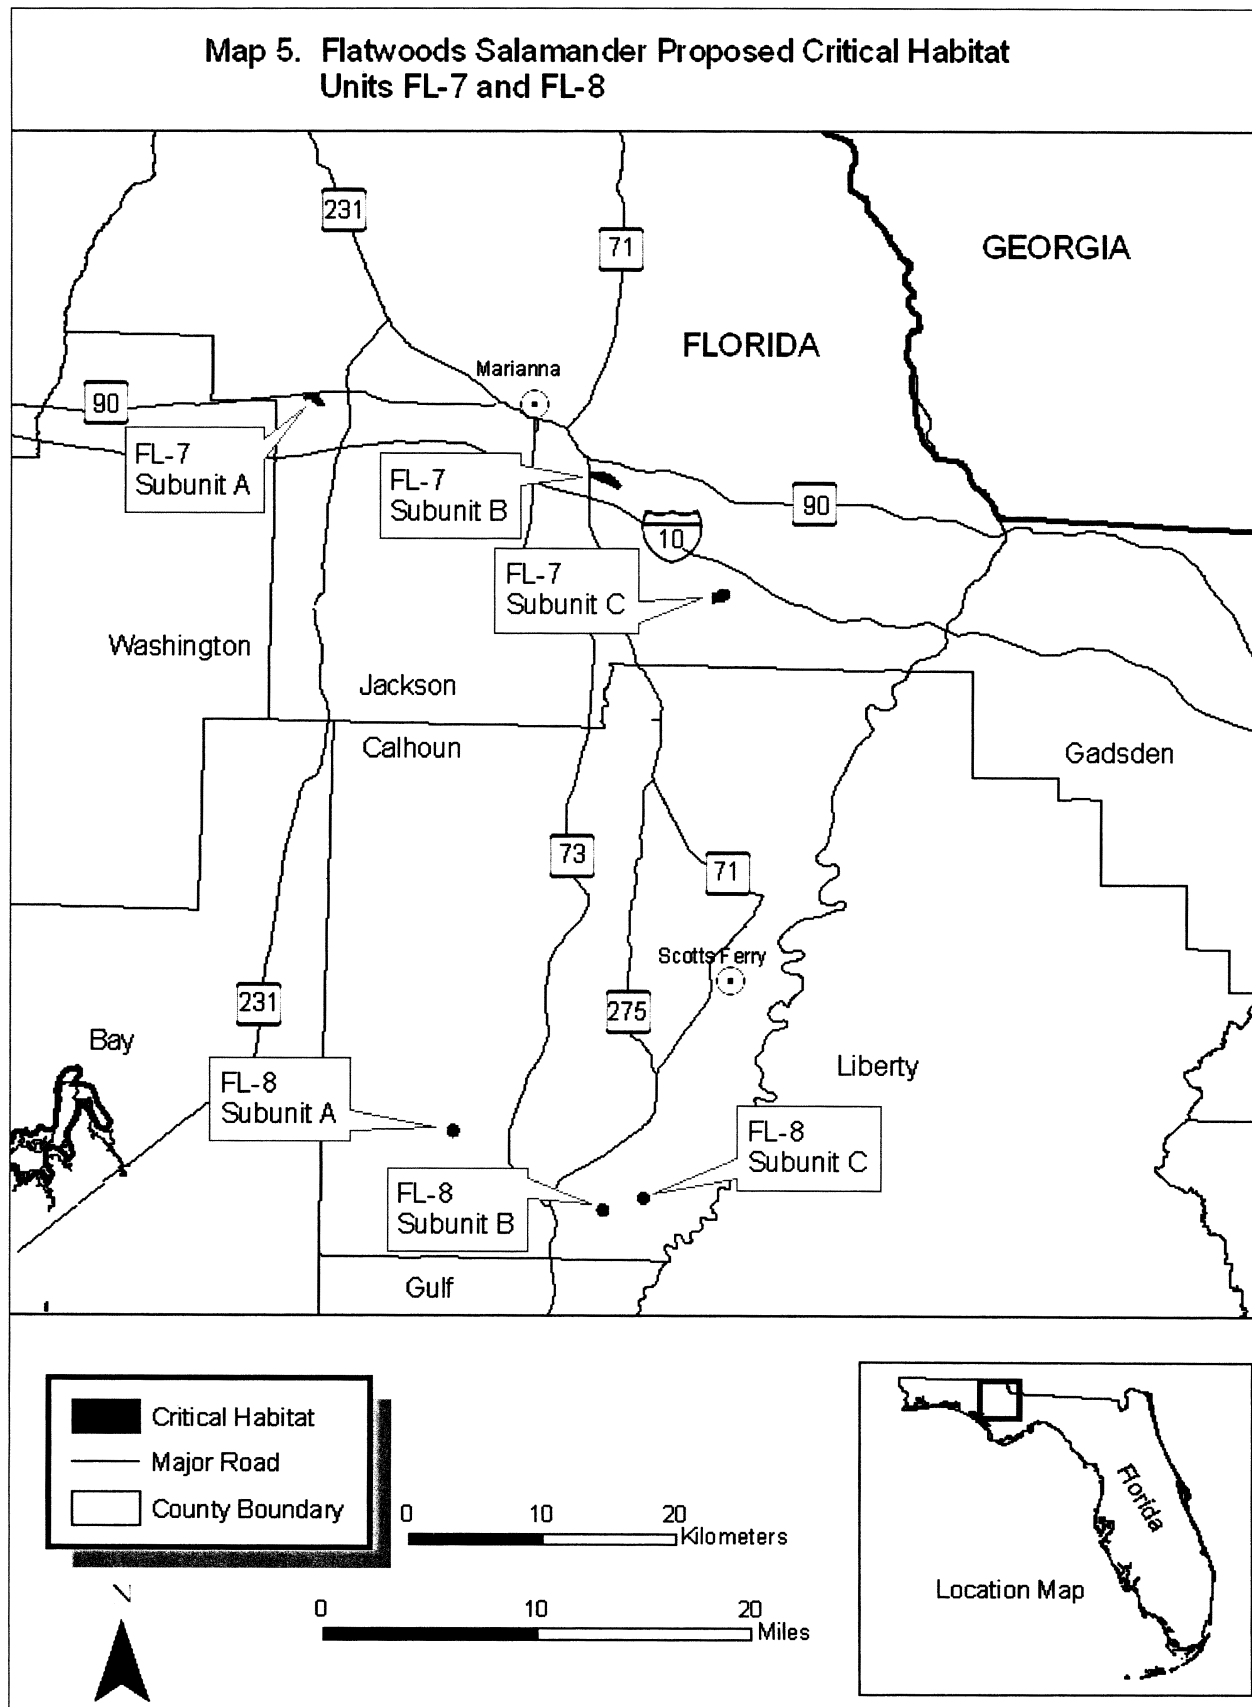 Map 5. Flatwoods Salamander Proposed Critical Habitat
Units FL-7 and FL-8
231
71
GEORGIA
FLORIDA
Marianna
90
FL-7
Subunit A
FL-7
Subunit B
90
10
FL-7
Subunit C
Washington
Jackson
Calhoun
Gadsden
73
71
Scotts Ferry
231
275
Bay
Liberty
FL-8
Subunit A
FL-8
Subunit C
FL-8
Subunit B
Gulf
Critical Habitat
Major Road
County Boundary
0 10 20
Kilometers
N
0 10 20
Miles
Florida
Location Map